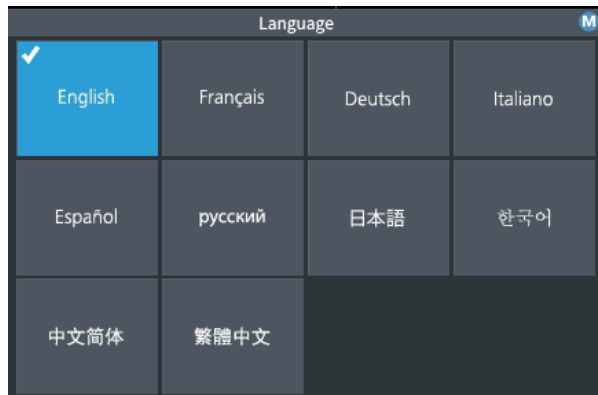 Language
M
English
Français
Deutsch
Italiano
Español
русский
日本語
한국어
中文简体
繁體中文